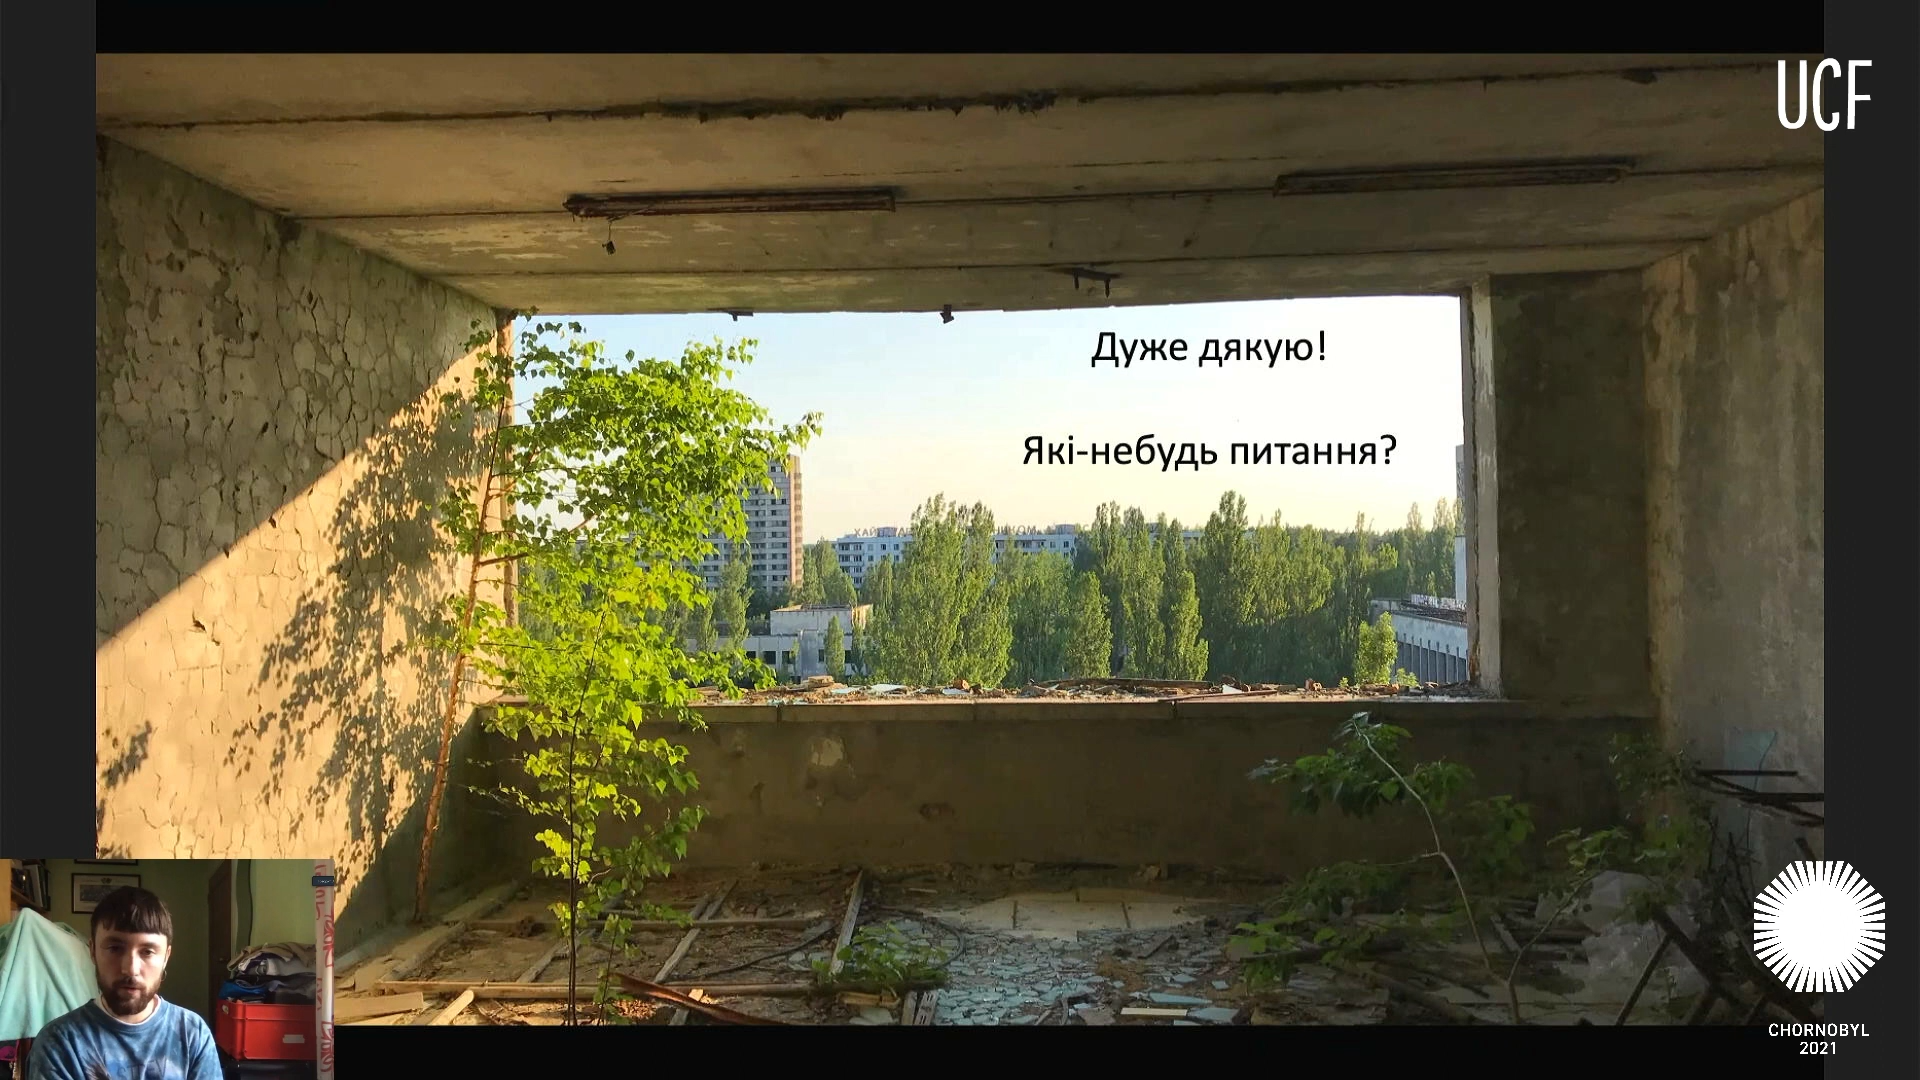 UCF
Дуже дякую!
Які-небудь питання?
CHORNOBYL
2021